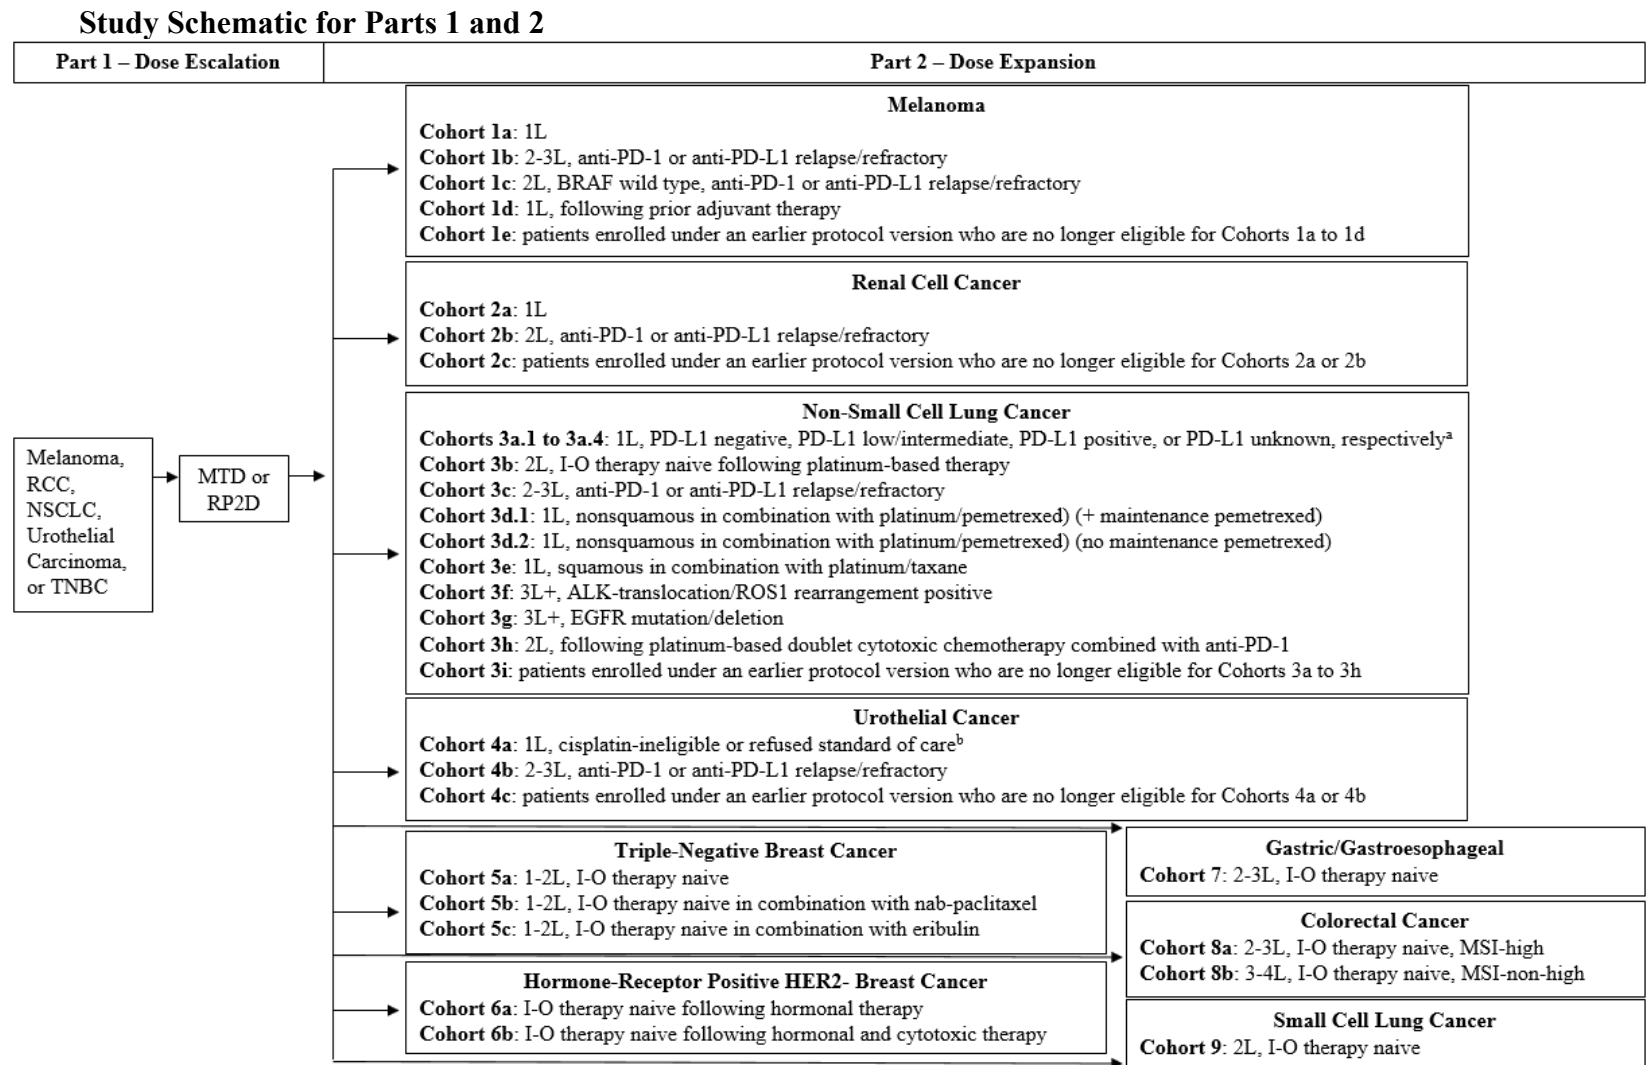 Study Schematic for Parts 1 and 2
Part 1 – Dose Escalation
Part 2 – Dose Expansion
Melanoma,
RCC,
NSCLC,
Urothelial
Carcinoma,
or TNBC
MTD or
RP2D
Melanoma
Cohort 1a: 1L
Cohort 1b: 2-3L, anti-PD-1 or anti-PD-L1 relapse/refractory
Cohort 1c: 2L, BRAF wild type, anti-PD-1 or anti-PD-L1 relapse/refractory
Cohort 1d: 1L, following prior adjuvant therapy
Cohort 1e: patients enrolled under an earlier protocol version who are no longer eligible for Cohorts 1a to 1d
Renal Cell Cancer
Cohort 2a: 1L
Cohort 2b: 2L, anti-PD-1 or anti-PD-L1 relapse/refractory
Cohort 2c: patients enrolled under an earlier protocol version who are no longer eligible for Cohorts 2a or 2b
Non-Small Cell Lung Cancer
Cohorts 3a.1 to 3a.4: 1L, PD-L1 negative, PD-L1 low/intermediate, PD-L1 positive, or PD-L1 unknown, respectivelyᵃ
Cohort 3b: 2L, I-O therapy naive following platinum-based therapy
Cohort 3c: 2-3L, anti-PD-1 or anti-PD-L1 relapse/refractory
Cohort 3d.1: 1L, nonsquamous in combination with platinum/pemetrexed) (+ maintenance pemetrexed)
Cohort 3d.2: 1L, nonsquamous in combination with platinum/pemetrexed) (no maintenance pemetrexed)
Cohort 3e: 1L, squamous in combination with platinum/taxane
Cohort 3f: 3L+, ALK-translocation/ROS1 rearrangement positive
Cohort 3g: 3L+, EGFR mutation/deletion
Cohort 3h: 2L, following platinum-based doublet cytotoxic chemotherapy combined with anti-PD-1
Cohort 3i: patients enrolled under an earlier protocol version who are no longer eligible for Cohorts 3a to 3h
Urothelial Cancer
Cohort 4a: 1L, cisplatin-ineligible or refused standard of careᵇ
Cohort 4b: 2-3L, anti-PD-1 or anti-PD-L1 relapse/refractory
Cohort 4c: patients enrolled under an earlier protocol version who are no longer eligible for Cohorts 4a or 4b
Triple-Negative Breast Cancer
Cohort 5a: 1-2L, I-O therapy naive
Cohort 5b: 1-2L, I-O therapy naive in combination with nab-paclitaxel
Cohort 5c: 1-2L, I-O therapy naive in combination with eribulin
Hormone-Receptor Positive HER2- Breast Cancer
Cohort 6a: I-O therapy naive following hormonal therapy
Cohort 6b: I-O therapy naive following hormonal and cytotoxic therapy
Gastric/Gastroesophageal
Cohort 7: 2-3L, I-O therapy naive
Colorectal Cancer
Cohort 8a: 2-3L, I-O therapy naive, MSI-high
Cohort 8b: 3-4L, I-O therapy naive, MSI-non-high
Small Cell Lung Cancer
Cohort 9: 2L, I-O therapy naive